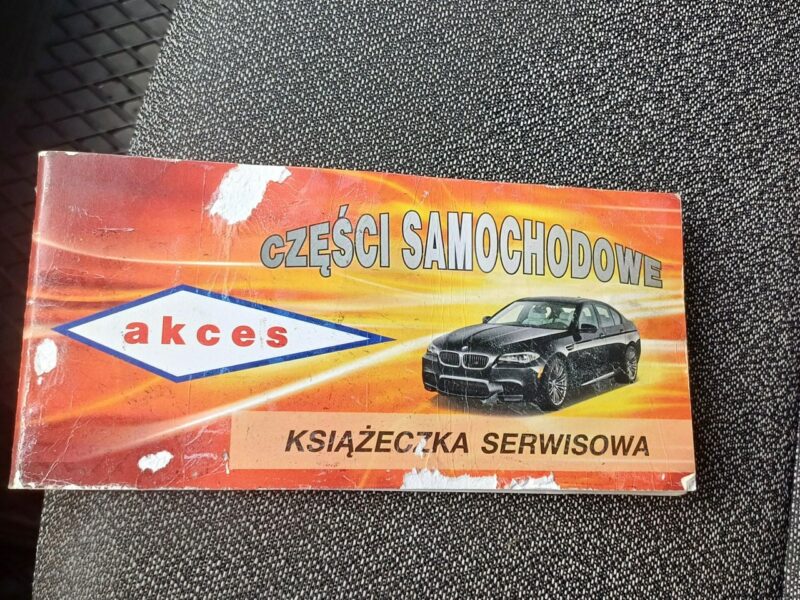 CZĘŚCI SAMOCHODOWE
akces
KSIĄŻECZKA SERWISOWA